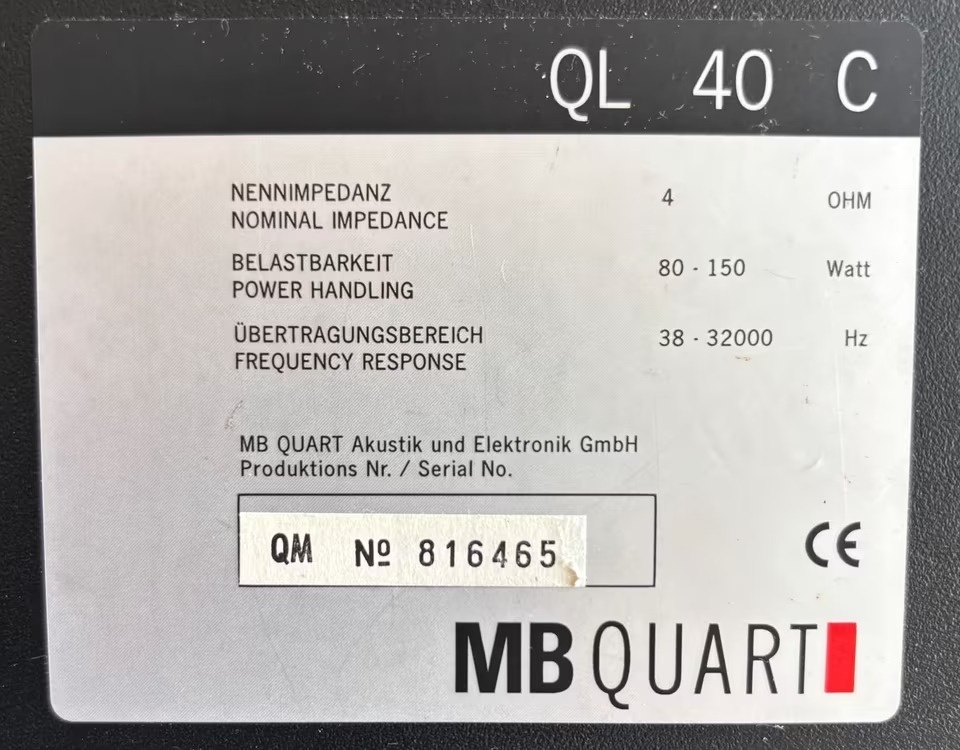 QL 40 C
NENNIMPEDANZ
NOMINAL IMPEDANCE
4 OHM
BELASTBARKEIT
POWER HANDLING
80 - 150 Watt
ÜBERTRAGUNGSBEREICH
FREQUENCY RESPONSE
38 - 32000 Hz
MB QUART Akustik und Elektronik GmbH
Produktions Nr. / Serial No.
QM Nº 816465
CE
MB QUART